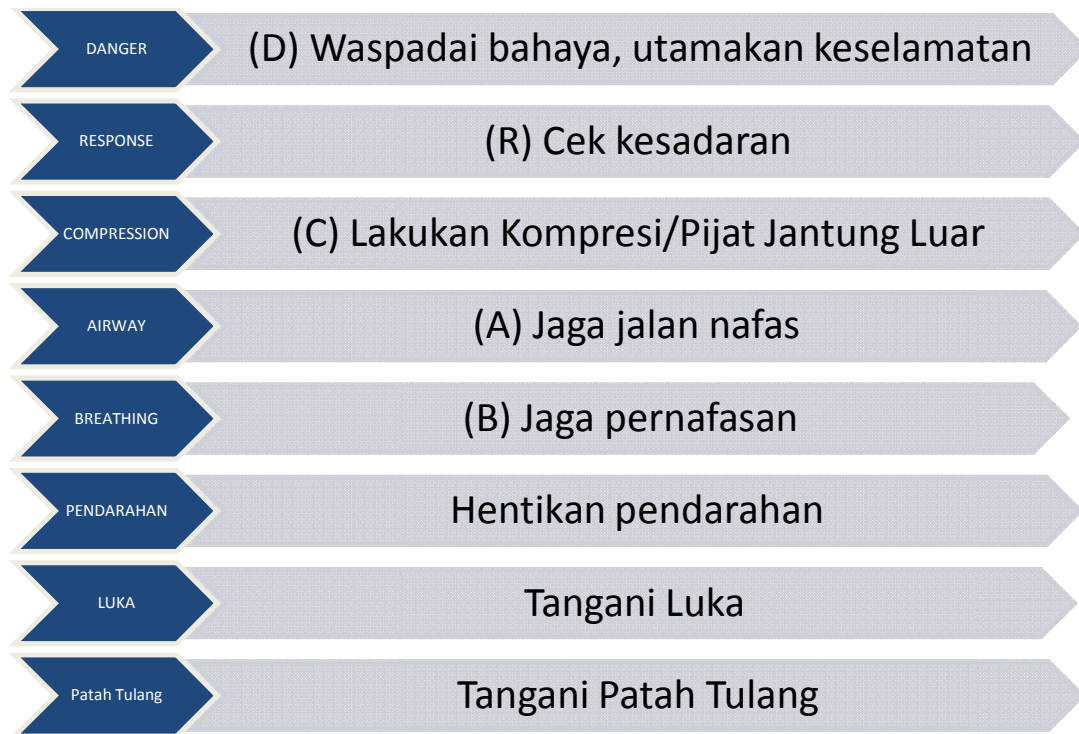 DANGER
(D) Waspadai bahaya, utamakan keselamatan
RESPONSE
(R) Cek kesadaran
COMPRESSION
(C) Lakukan Kompresi/Pijat Jantung Luar
AIRWAY
(A) Jaga jalan nafas
BREATHING
(B) Jaga pernafasan
PENDARAHAN
Hentikan pendarahan
LUKA
Tangani Luka
Patah Tulang
Tangani Patah Tulang